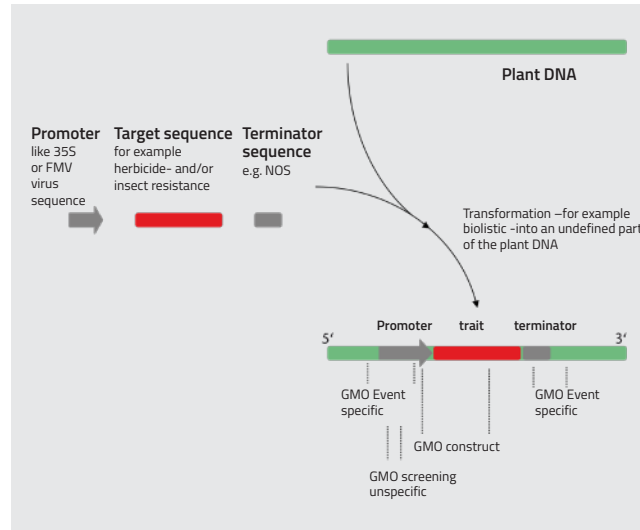 Plant DNA
Promoter
like 35S
or FMV
virus
sequence
Target sequence
for example
herbicide- and/or
insect resistance
Terminator
sequence
e.g. NOS
Transformation –for example
biolistic -into an undefined part
of the plant DNA
5‘
Promoter
trait
terminator
3‘
GMO Event
specific
GMO Event
specific
GMO construct
GMO screening
unspecific